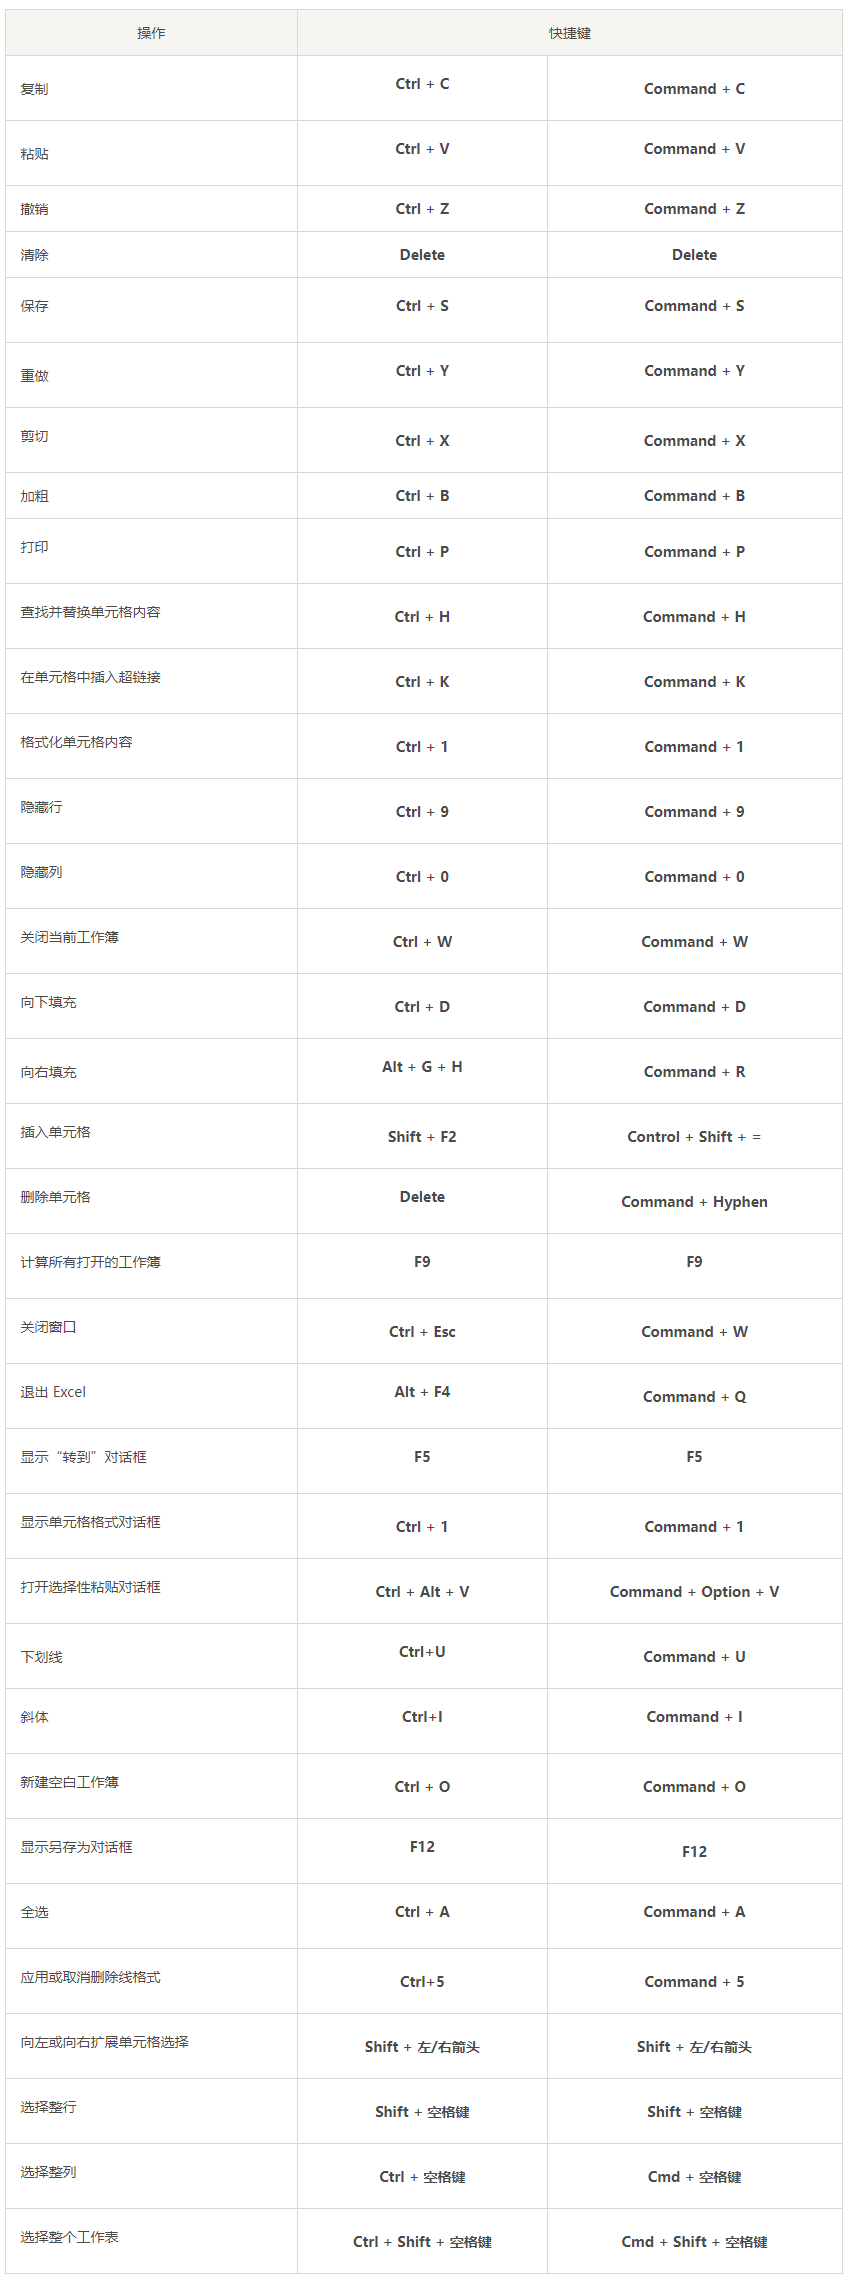 操作 快捷键
复制 Ctrl + C Command + C
粘贴 Ctrl + V Command + V
撤销 Ctrl + Z Command + Z
清除 Delete Delete
保存 Ctrl + S Command + S
重做 Ctrl + Y Command + Y
剪切 Ctrl + X Command + X
加粗 Ctrl + B Command + B
打印 Ctrl + P Command + P
查找并替换单元格内容 Ctrl + H Command + H
在单元格中插入超链接 Ctrl + K Command + K
格式化单元格内容 Ctrl + 1 Command + 1
隐藏行 Ctrl + 9 Command + 9
隐藏列 Ctrl + 0 Command + 0
关闭当前工作簿 Ctrl + W Command + W
向下填充 Ctrl + D Command + D
向右填充 Alt + G + H Command + R
插入单元格 Shift + F2 Control + Shift + =
删除单元格 Delete Command + Hyphen
计算所有打开的工作簿 F9 F9
关闭窗口 Ctrl + Esc Command + W
退出 Excel Alt + F4 Command + Q
显示“转到”对话框 F5 F5
显示单元格格式对话框 Ctrl + 1 Command + 1
打开选择性粘贴对话框 Ctrl + Alt + V Command + Option + V
下划线 Ctrl+U Command + U
斜体 Ctrl+I Command + I
新建空白工作簿 Ctrl + O Command + O
显示另存为对话框 F12 F12
全选 Ctrl + A Command + A
应用或取消删除线格式 Ctrl+5 Command + 5
向左或向右扩展单元格选择 Shift + 左/右箭头 Shift + 左/右箭头
选择整行 Shift + 空格键 Shift + 空格键
选择整列 Ctrl + 空格键 Cmd + 空格键
选择整个工作表 Ctrl + Shift + 空格键 Cmd + Shift + 空格键